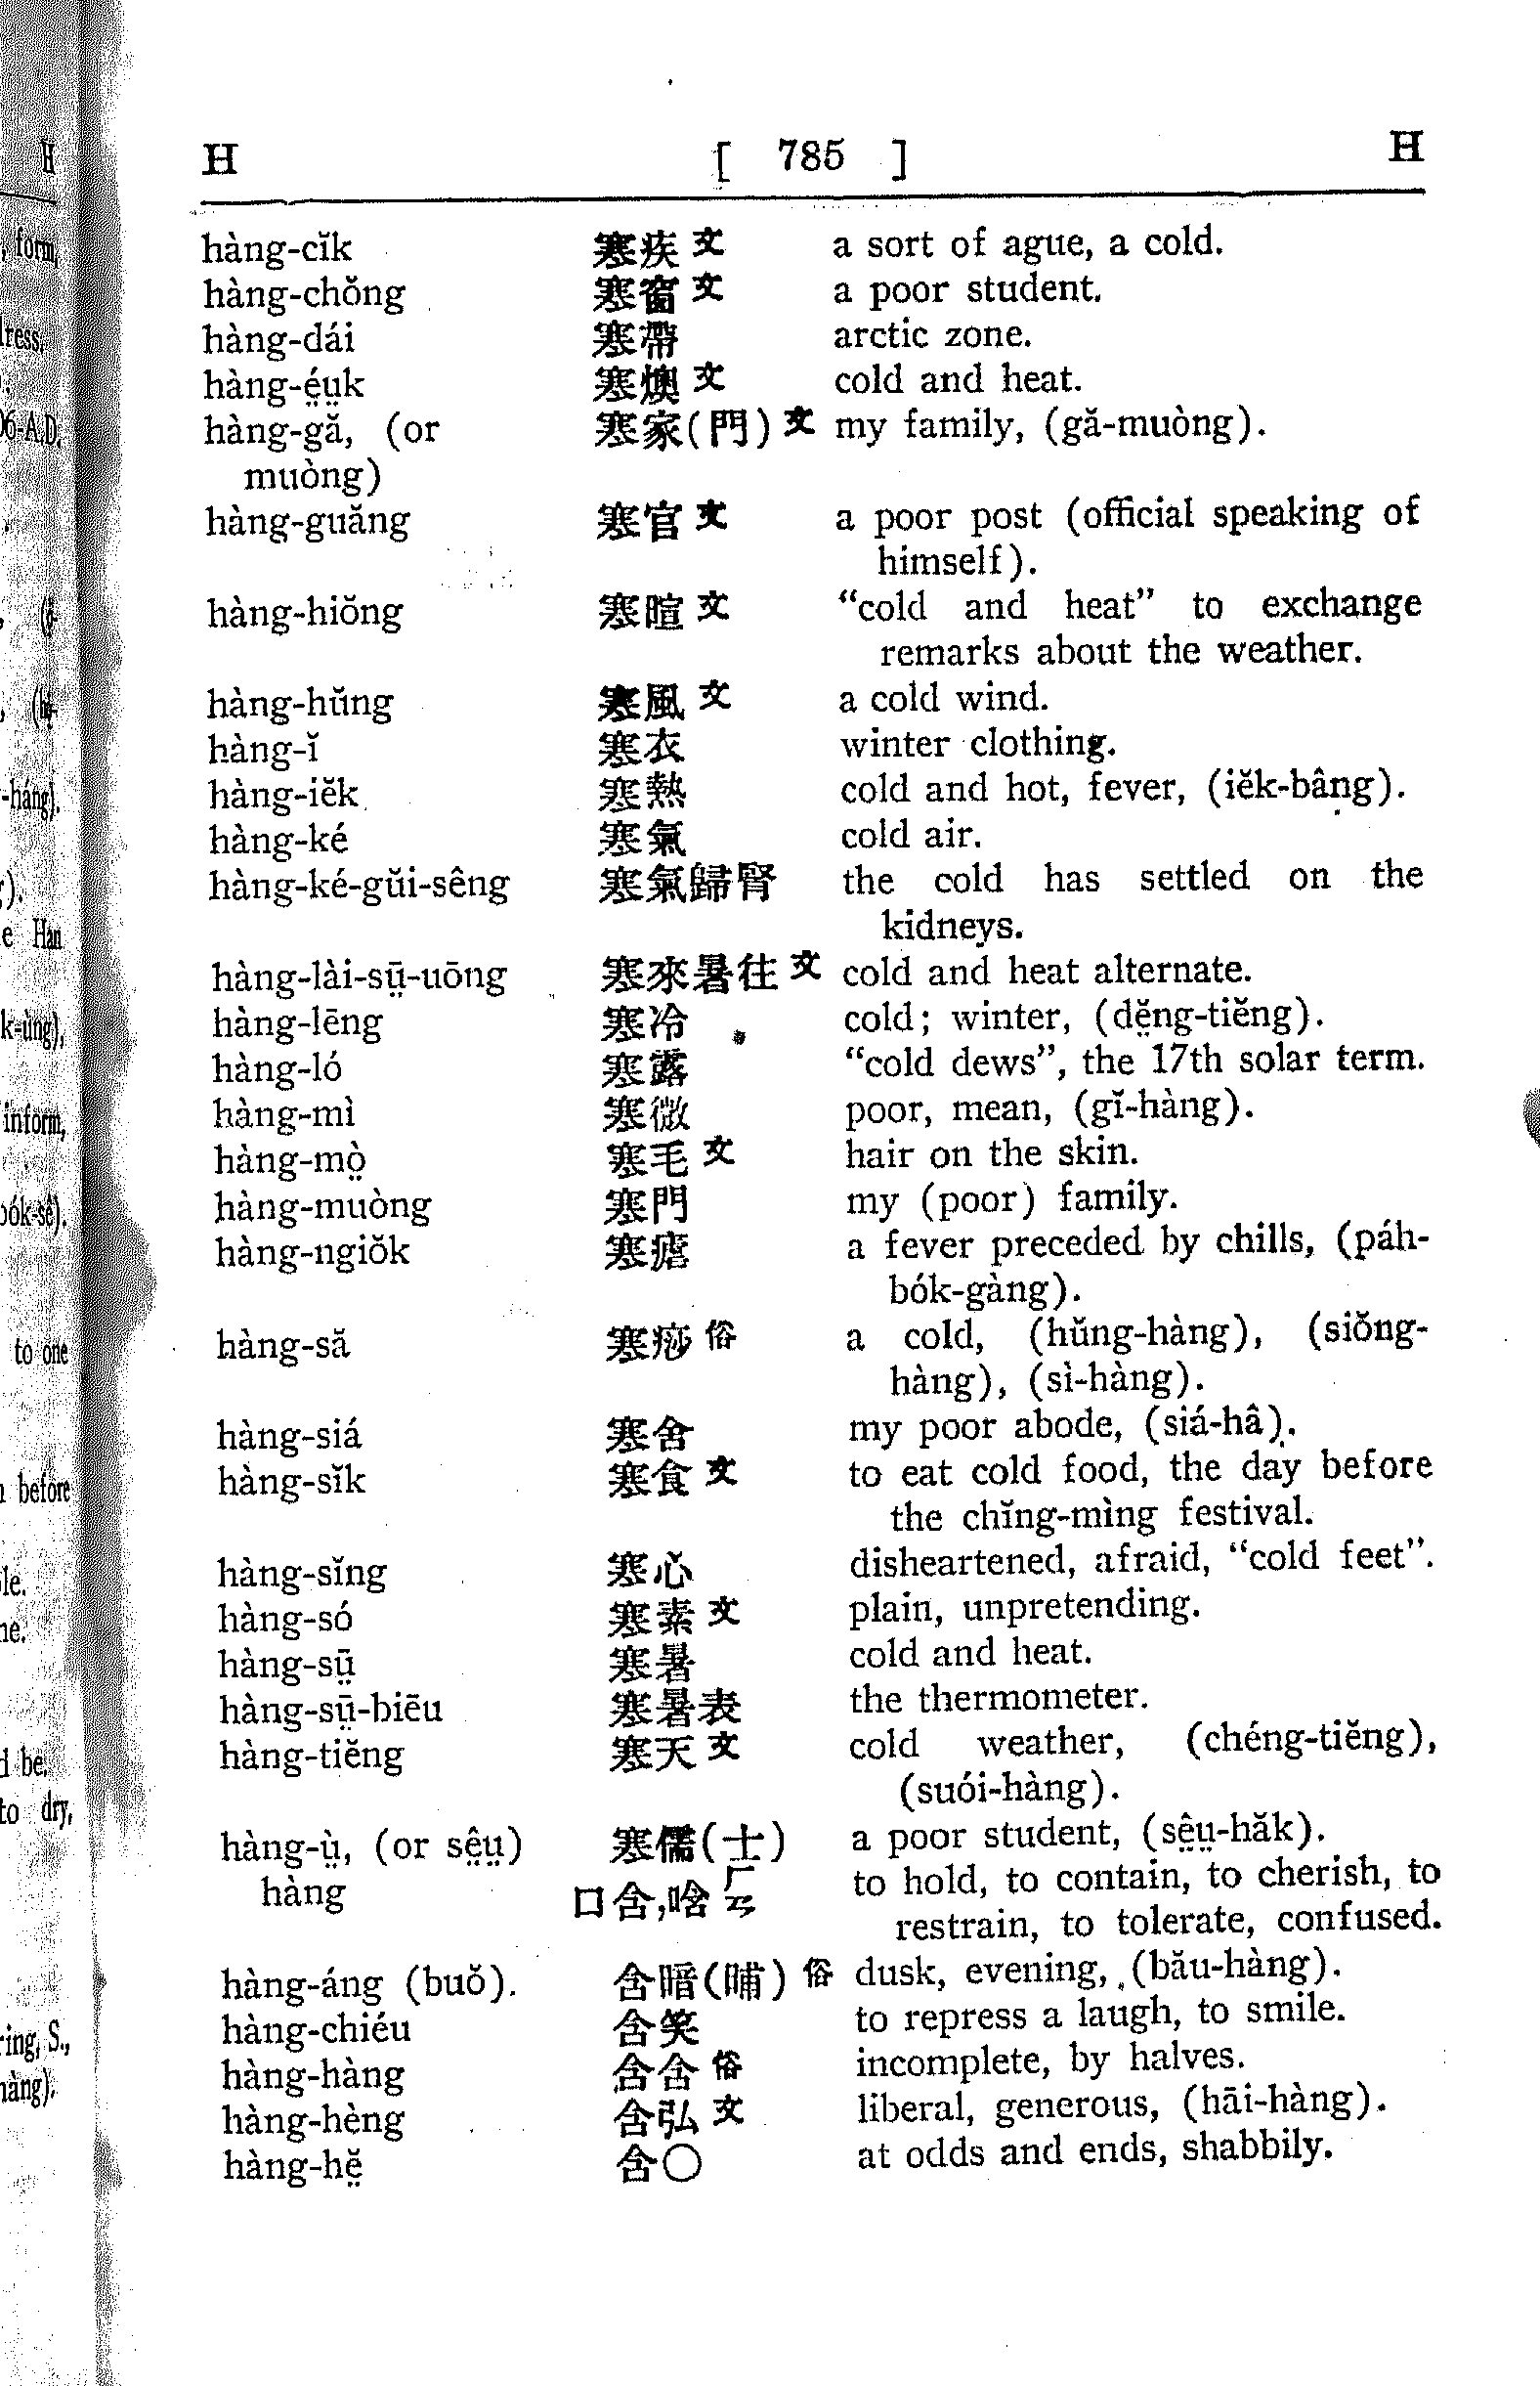 H [ 785 ] H
hàng-cĭk 寒疾文 a sort of ague, a cold.
hàng-chŏng 寒窗文 a poor student.
hàng-dái 寒帶 arctic zone.
hàng-é̤ṳk 寒燠文 cold and heat.
hàng-gă, (or 寒家(門)文 my family, (gă-muòng).
muòng)
hàng-guăng 寒官文 a poor post (official speaking of
himself).
hàng-hiŏng 寒暄文 “cold and heat” to exchange
remarks about the weather.
hàng-hŭng 寒風文 a cold wind.
hàng-ĭ 寒衣 winter clothing.
hàng-iĕk 寒熱 cold and hot, fever, (iĕk-bâng).
hàng-ké 寒氣 cold air.
hàng-ké-gŭi-sêng 寒氣歸腎 the cold has settled on the
kidneys.
hàng-lài-sṳ̄-uōng 寒來暑往文 cold and heat alternate.
hàng-lēng 寒冷 cold; winter, (dĕ̤ng-tiĕng).
hàng-ló 寒露 “cold dews”, the 17th solar term.
hàng-mì 寒微 poor, mean, (gĭ-hàng).
hàng-mò̤ 寒毛文 hair on the skin.
hàng-muòng 寒門 my (poor) family.
hàng-ngiŏk 寒瘧 a fever preceded by chills, (páh-
bók-gàng).
hàng-să 寒痧俗 a cold, (hŭng-hàng), (siŏng-
hàng), (sì-hàng).
hàng-siá 寒舍 my poor abode, (siá-hâ).
hàng-sĭk 寒食文 to eat cold food, the day before
the chĭng-mìng festival.
hàng-sĭng 寒心 disheartened, afraid, “cold feet”.
hàng-só 寒素文 plain, unpretending.
hàng-sṳ̄ 寒暑 cold and heat.
hàng-sṳ̄-biēu 寒暑表 the thermometer.
hàng-tiĕng 寒天文 cold weather, (chéng-tiĕng),
(suói-hàng).
hàng-ṳ̀, (or sê̤ṳ) 寒儒(士) a poor student, (sê̤ṳ-hăk).
hàng 口含,唅ㄏㄢ to hold, to contain, to cherish, to
restrain, to tolerate, confused.
hàng-áng (buŏ). 含暗(晡)俗 dusk, evening, (bău-hàng).
hàng-chiéu 含笑 to repress a laugh, to smile.
hàng-hàng 含含俗 incomplete, by halves.
hàng-hèng 含弘文 liberal, generous, (hāi-hàng).
hàng-hĕ̤ 含〇 at odds and ends, shabbily.